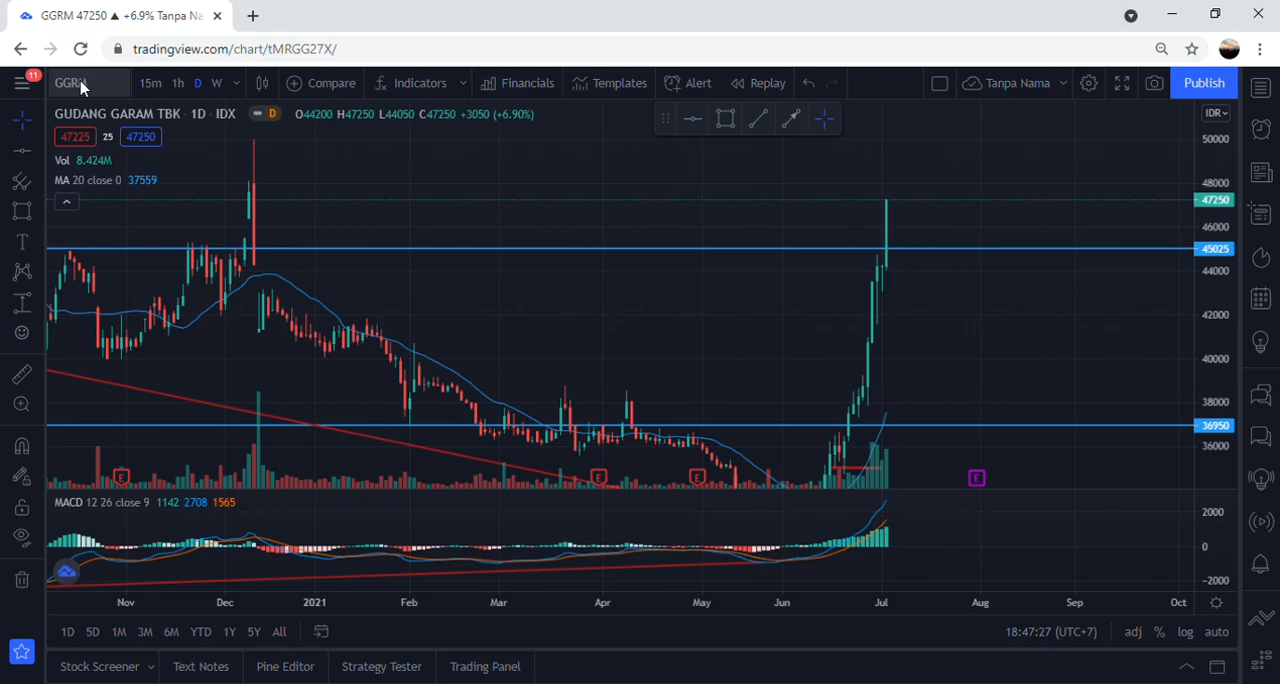 GGRM 47250 ▲ +6.9% Tanpa Na
tradingview.com/chart/tMRGG27X/
11
GGRM 15m 1h D W Compare Indicators Financials Templates Alert Replay Tanpa Nama Publish
GUDANG GARAM TBK · 1D · IDX D O44200 H47250 L44050 C47250 +3050 (+6.90%) IDR
47225 25 47250
Vol 8.424M
MA 20 close 0 37559
50000
48000
47250
46000
45025
44000
42000
40000
38000
36950
36000
E E E E
MACD 12 26 close 9 1142 2708 1565
2000
0
-2000
Nov Dec 2021 Feb Mar Apr May Jun Jul Aug Sep Oct
1D 5D 1M 3M 6M YTD 1Y 5Y All 18:47:27 (UTC+7) adj % log auto
Stock Screener Text Notes Pine Editor Strategy Tester Trading Panel